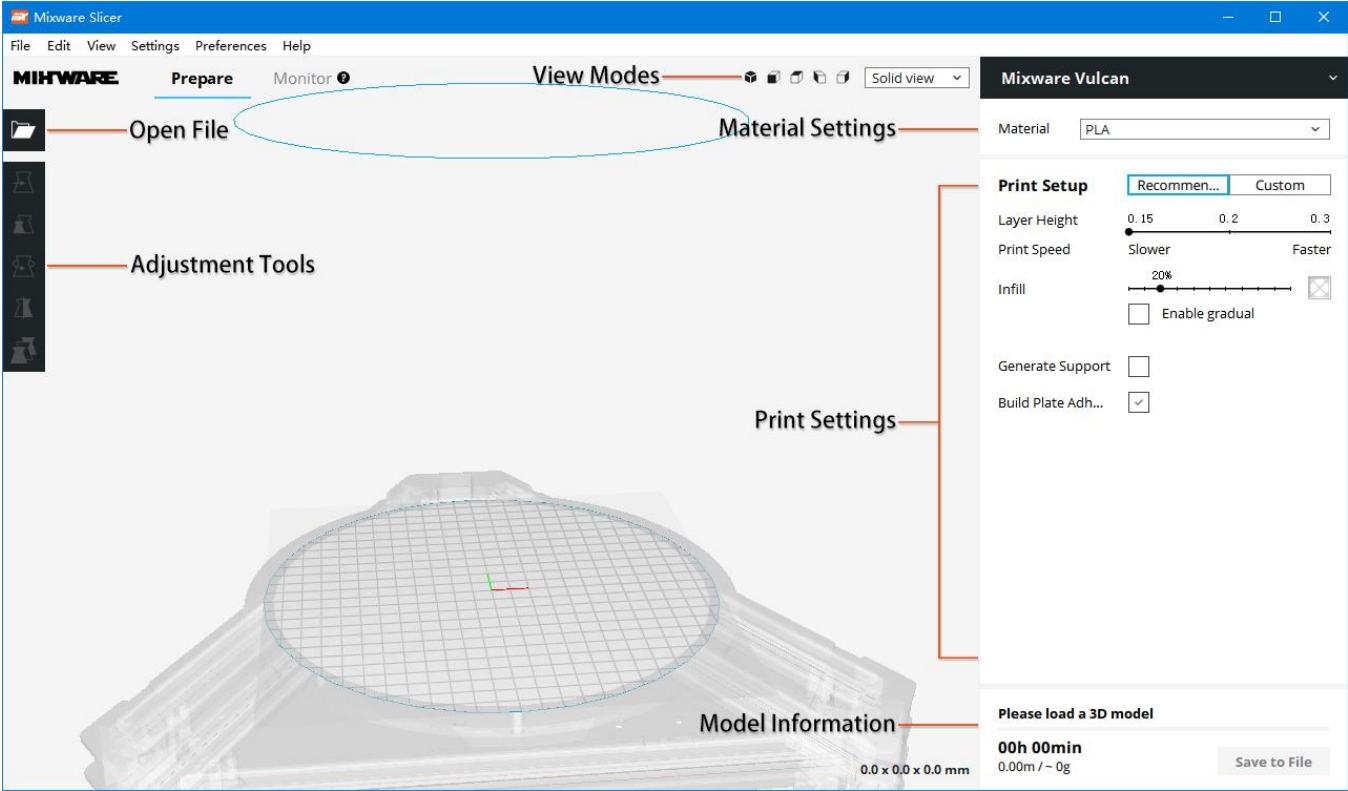 Mixware Slicer
File Edit View Settings Preferences Help
MIXWARE Prepare Monitor ? View Modes Solid view Mixware Vulcan
Open File Material Settings Material PLA
Print Setup Recommen... Custom
Layer Height 0.15 0.2 0.3
Print Speed Slower Faster
Adjustment Tools
20%
Infill
Enable gradual
Generate Support
Build Plate Adh...
Print Settings
Model Information Please load a 3D model
00h 00min
0.0 x 0.0 x 0.0 mm 0.00m / ~ 0g Save to File